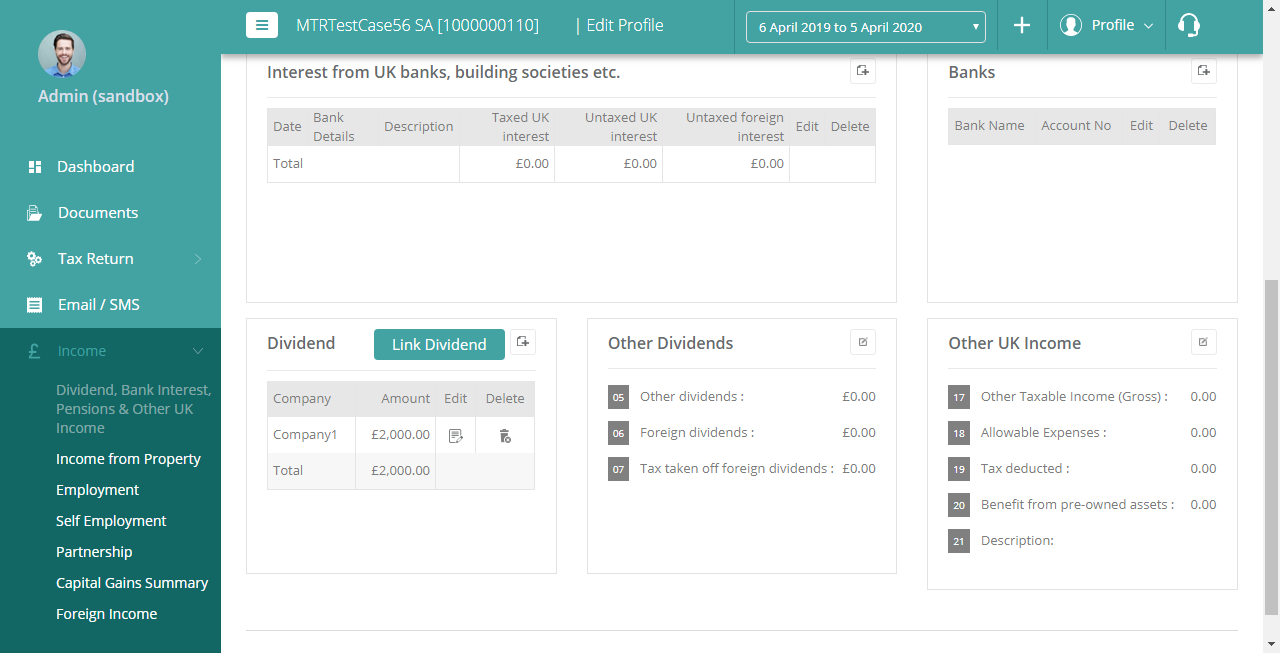 MTRTestCase56 SA [1000000110] | Edit Profile
6 April 2019 to 5 April 2020
Profile
Admin (sandbox)
Dashboard
Documents
Tax Return
Email / SMS
£ Income
Dividend, Bank Interest,
Pensions & Other UK
Income
Income from Property
Employment
Self Employment
Partnership
Capital Gains Summary
Foreign Income
Interest from UK banks, building societies etc.
Date Bank Details Description Taxed UK interest Untaxed UK interest Untaxed foreign interest Edit Delete
Total £0.00 £0.00 £0.00
Banks
Bank Name Account No Edit Delete
Dividend Link Dividend
Company Amount Edit Delete
Company1 £2,000.00
Total £2,000.00
Other Dividends
05 Other dividends : £0.00
06 Foreign dividends : £0.00
07 Tax taken off foreign dividends : £0.00
Other UK Income
17 Other Taxable Income (Gross) : 0.00
18 Allowable Expenses : 0.00
19 Tax deducted : 0.00
20 Benefit from pre-owned assets : 0.00
21 Description: